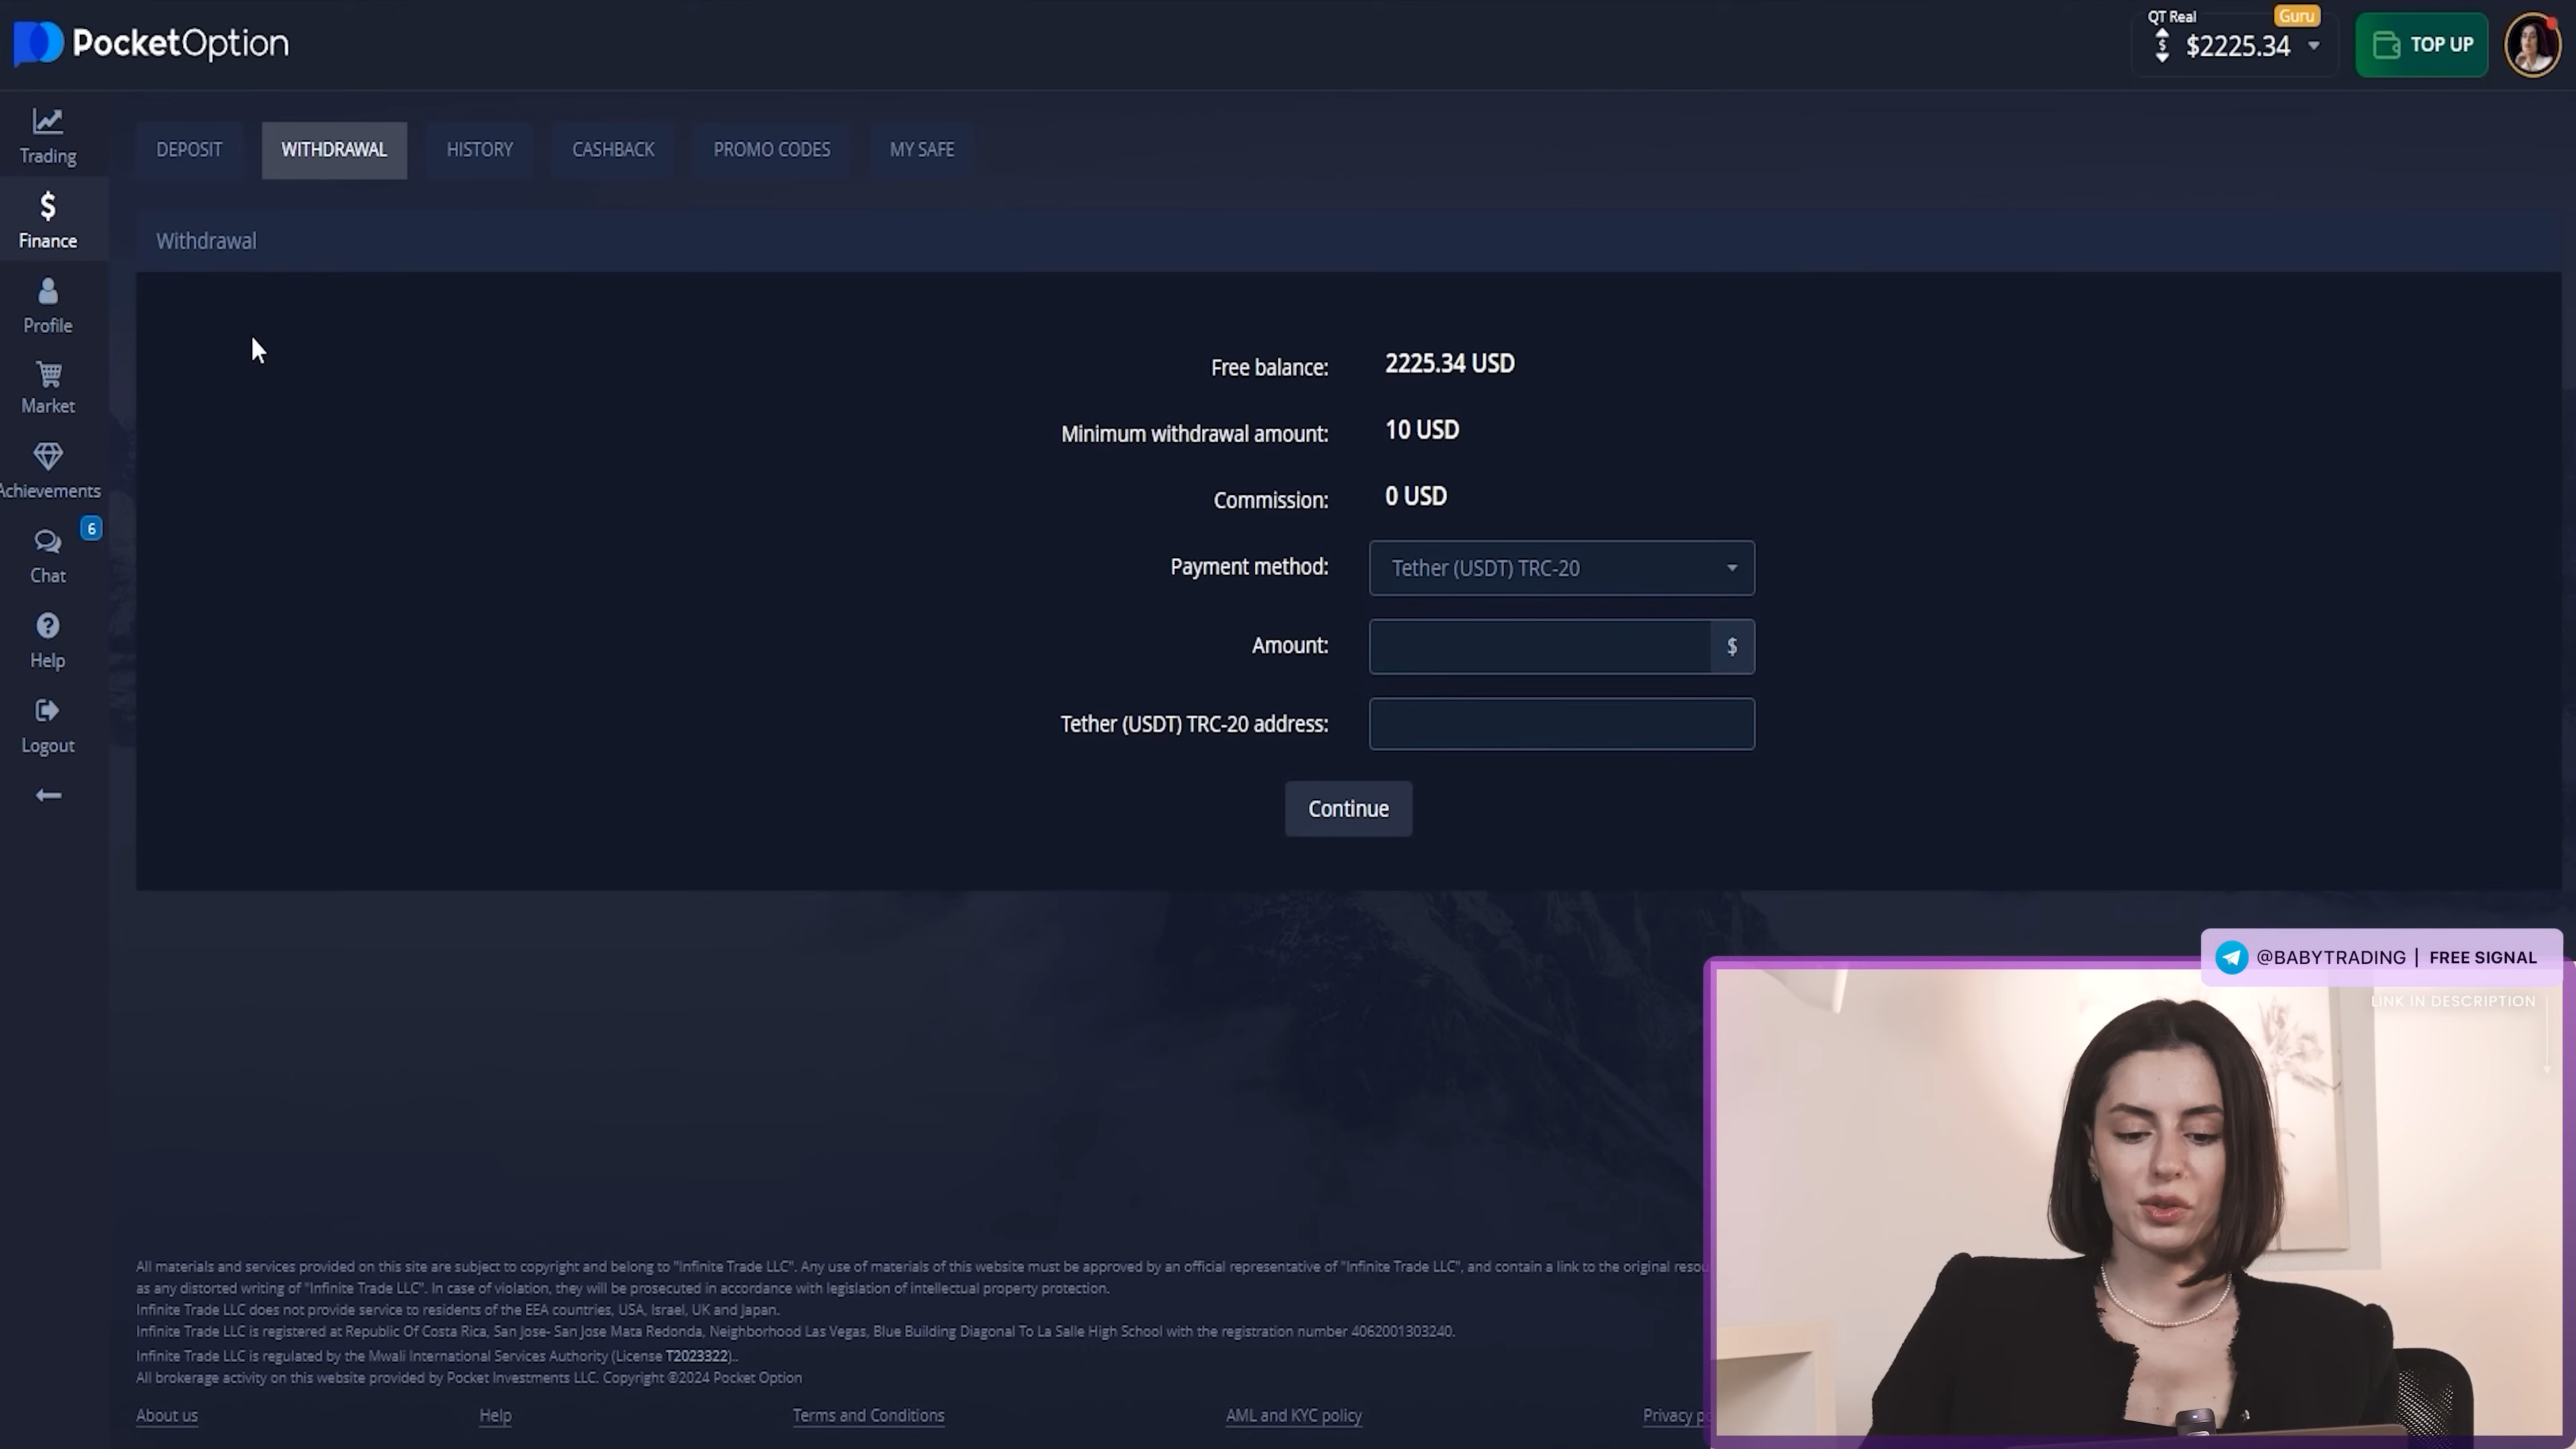 PocketOption
QT Real
Guru
$2225.34
TOP UP
Trading
Finance
Profile
Market
Achievements
6
Chat
Help
Logout
DEPOSIT
WITHDRAWAL
HISTORY
CASHBACK
PROMO CODES
MY SAFE
Withdrawal
Free balance: 2225.34 USD
Minimum withdrawal amount: 10 USD
Commission: 0 USD
Payment method: Tether (USDT) TRC-20
Amount: $
Tether (USDT) TRC-20 address:
Continue
@BABYTRADING | FREE SIGNAL
LINK IN DESCRIPTION
All materials and services provided on this site are subject to copyright and belong to "Infinite Trade LLC". Any use of materials of this website must be approved by an official representative of "Infinite Trade LLC", and contain a link to the original
as any distorted writing of "Infinite Trade LLC". In case of violation, they will be prosecuted in accordance with legislation of intellectual property protection.
Infinite Trade LLC does not provide service to residents of the EEA countries, USA, Israel, UK and Japan.
Infinite Trade LLC is registered at Republic Of Costa Rica, San Jose- San Jose Mata Redonda, Neighborhood Las Vegas, Blue Building Diagonal To La Salle High School with the registration number 4062001303240.
Infinite Trade LLC is regulated by the Mwali International Services Authority (License T2023322)..
All brokerage activity on this website provided by Pocket Investments LLC. Copyright ©2024 Pocket Option
About us
Help
Terms and Conditions
AML and KYC policy
Privacy